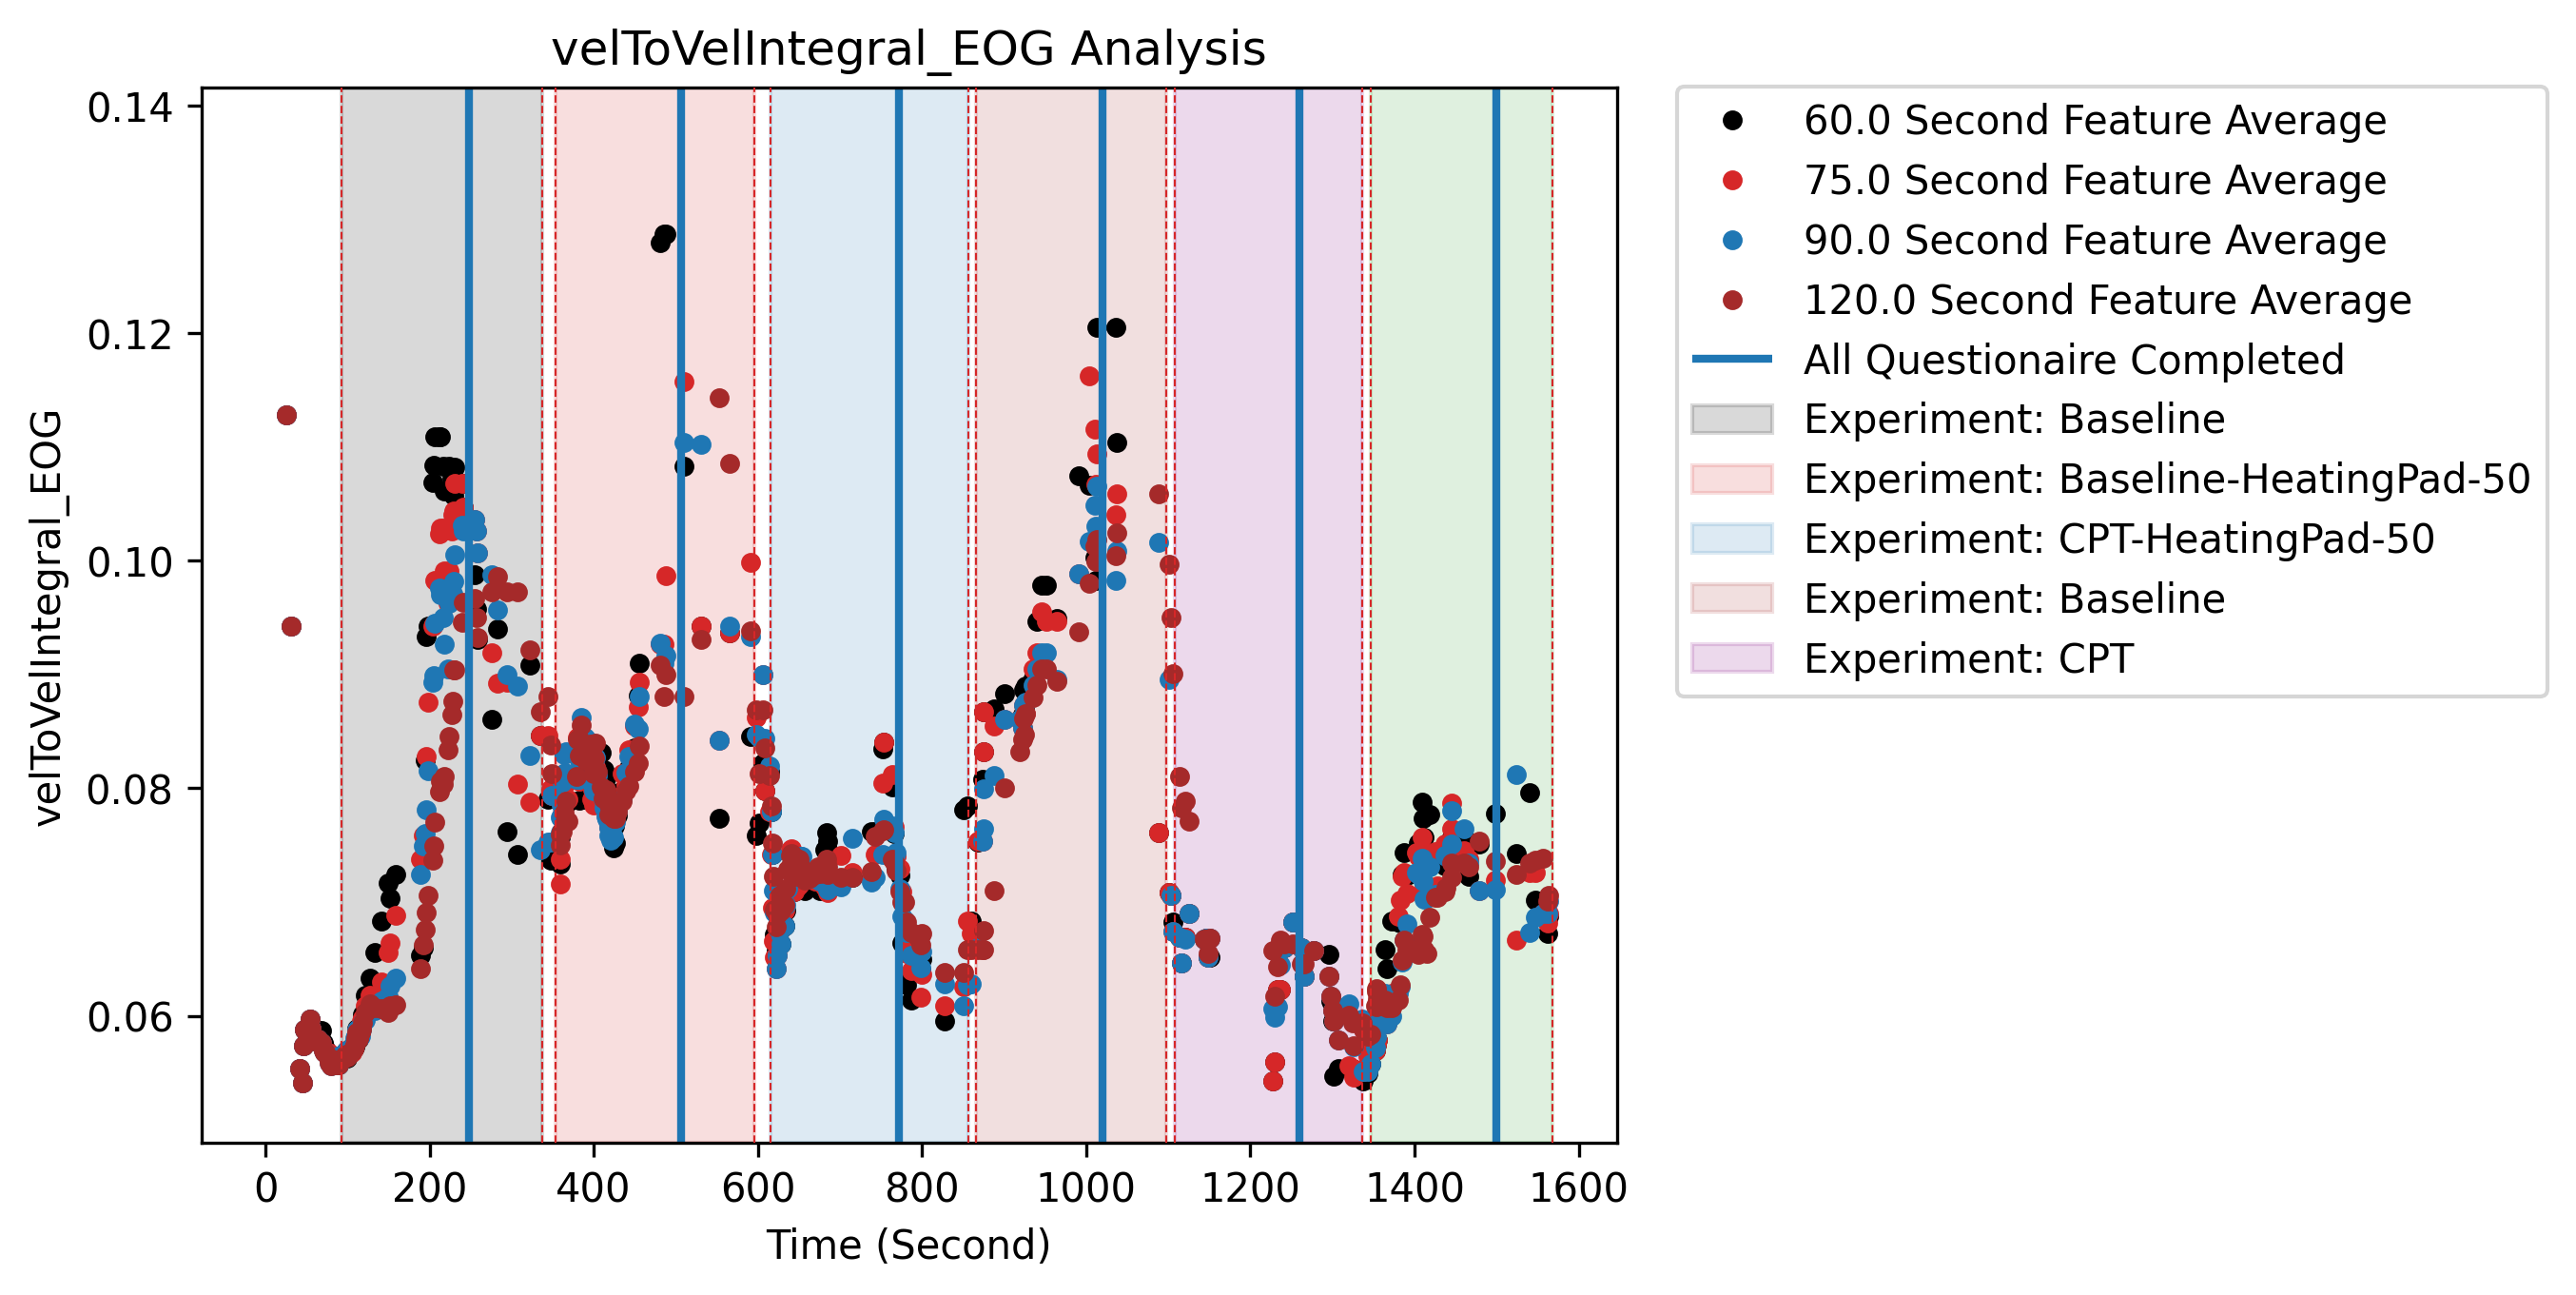 velToVelIntegral_EOG Analysis
velToVelIntegral_EOG
0.14
0.12
0.10
0.08
0.06
0 200 400 600 800 1000 1200 1400 1600
Time (Second)
60.0 Second Feature Average
75.0 Second Feature Average
90.0 Second Feature Average
120.0 Second Feature Average
All Questionaire Completed
Experiment: Baseline
Experiment: Baseline-HeatingPad-50
Experiment: CPT-HeatingPad-50
Experiment: Baseline
Experiment: CPT